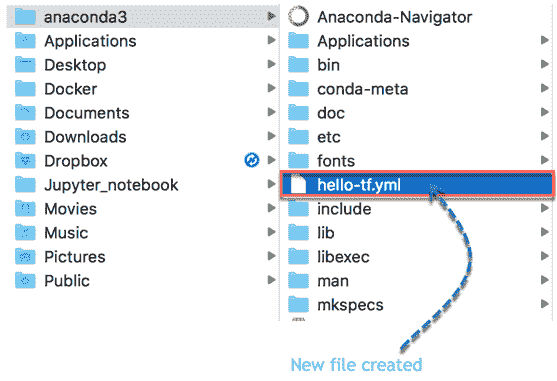 anaconda3
Applications
Desktop
Docker
Documents
Downloads
Dropbox
Jupyter_notebook
Movies
Music
Pictures
Public
Anaconda-Navigator
Applications
bin
conda-meta
doc
etc
fonts
hello-tf.yml
include
lib
libexec
man
mkspecs
New file created